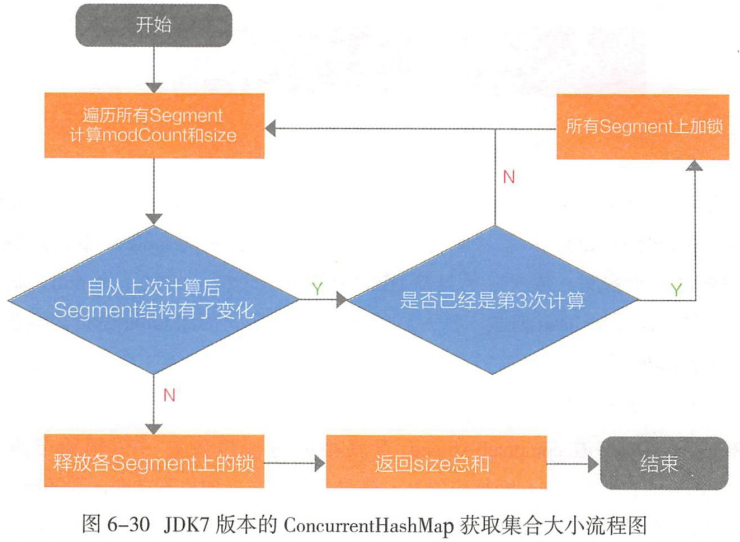 开始
遍历所有Segment
计算modCount和size
所有Segment上加锁
N
自从上次计算后
Segment结构有了变化
Y
是否已经是第3次计算
Y
N
释放各Segment上的锁
返回size总和
结束
图 6-30 JDK7 版本的 ConcurrentHashMap 获取集合大小流程图